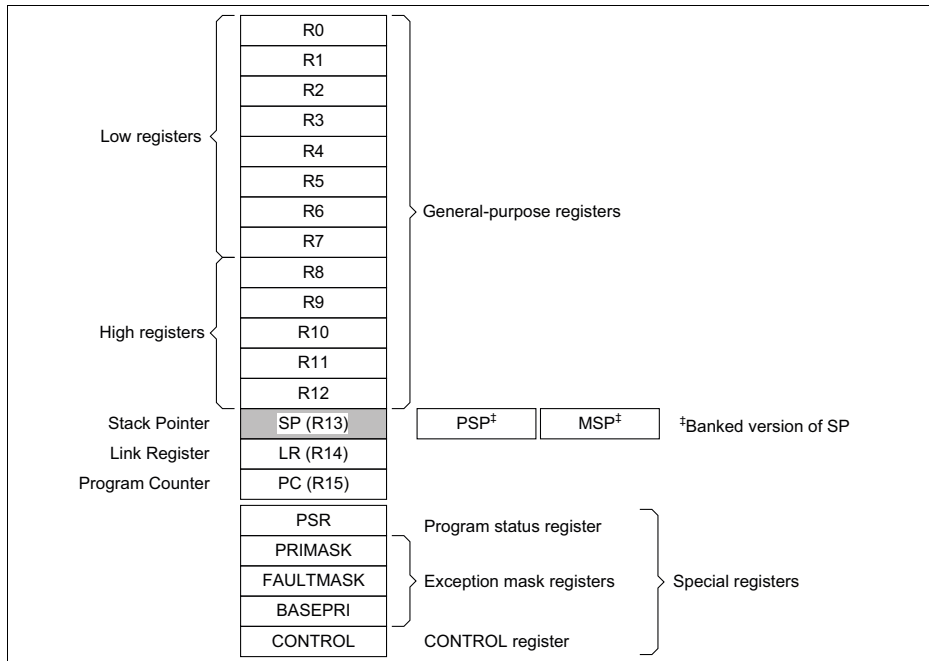 R0
R1
R2
R3
Low registers
R4
R5
R6
General-purpose registers
R7
R8
R9
High registers
R10
R11
R12
Stack Pointer SP (R13) PSP‡ MSP‡ ‡Banked version of SP
Link Register LR (R14)
Program Counter PC (R15)
PSR Program status register
PRIMASK
FAULTMASK Exception mask registers Special registers
BASEPRI
CONTROL CONTROL register